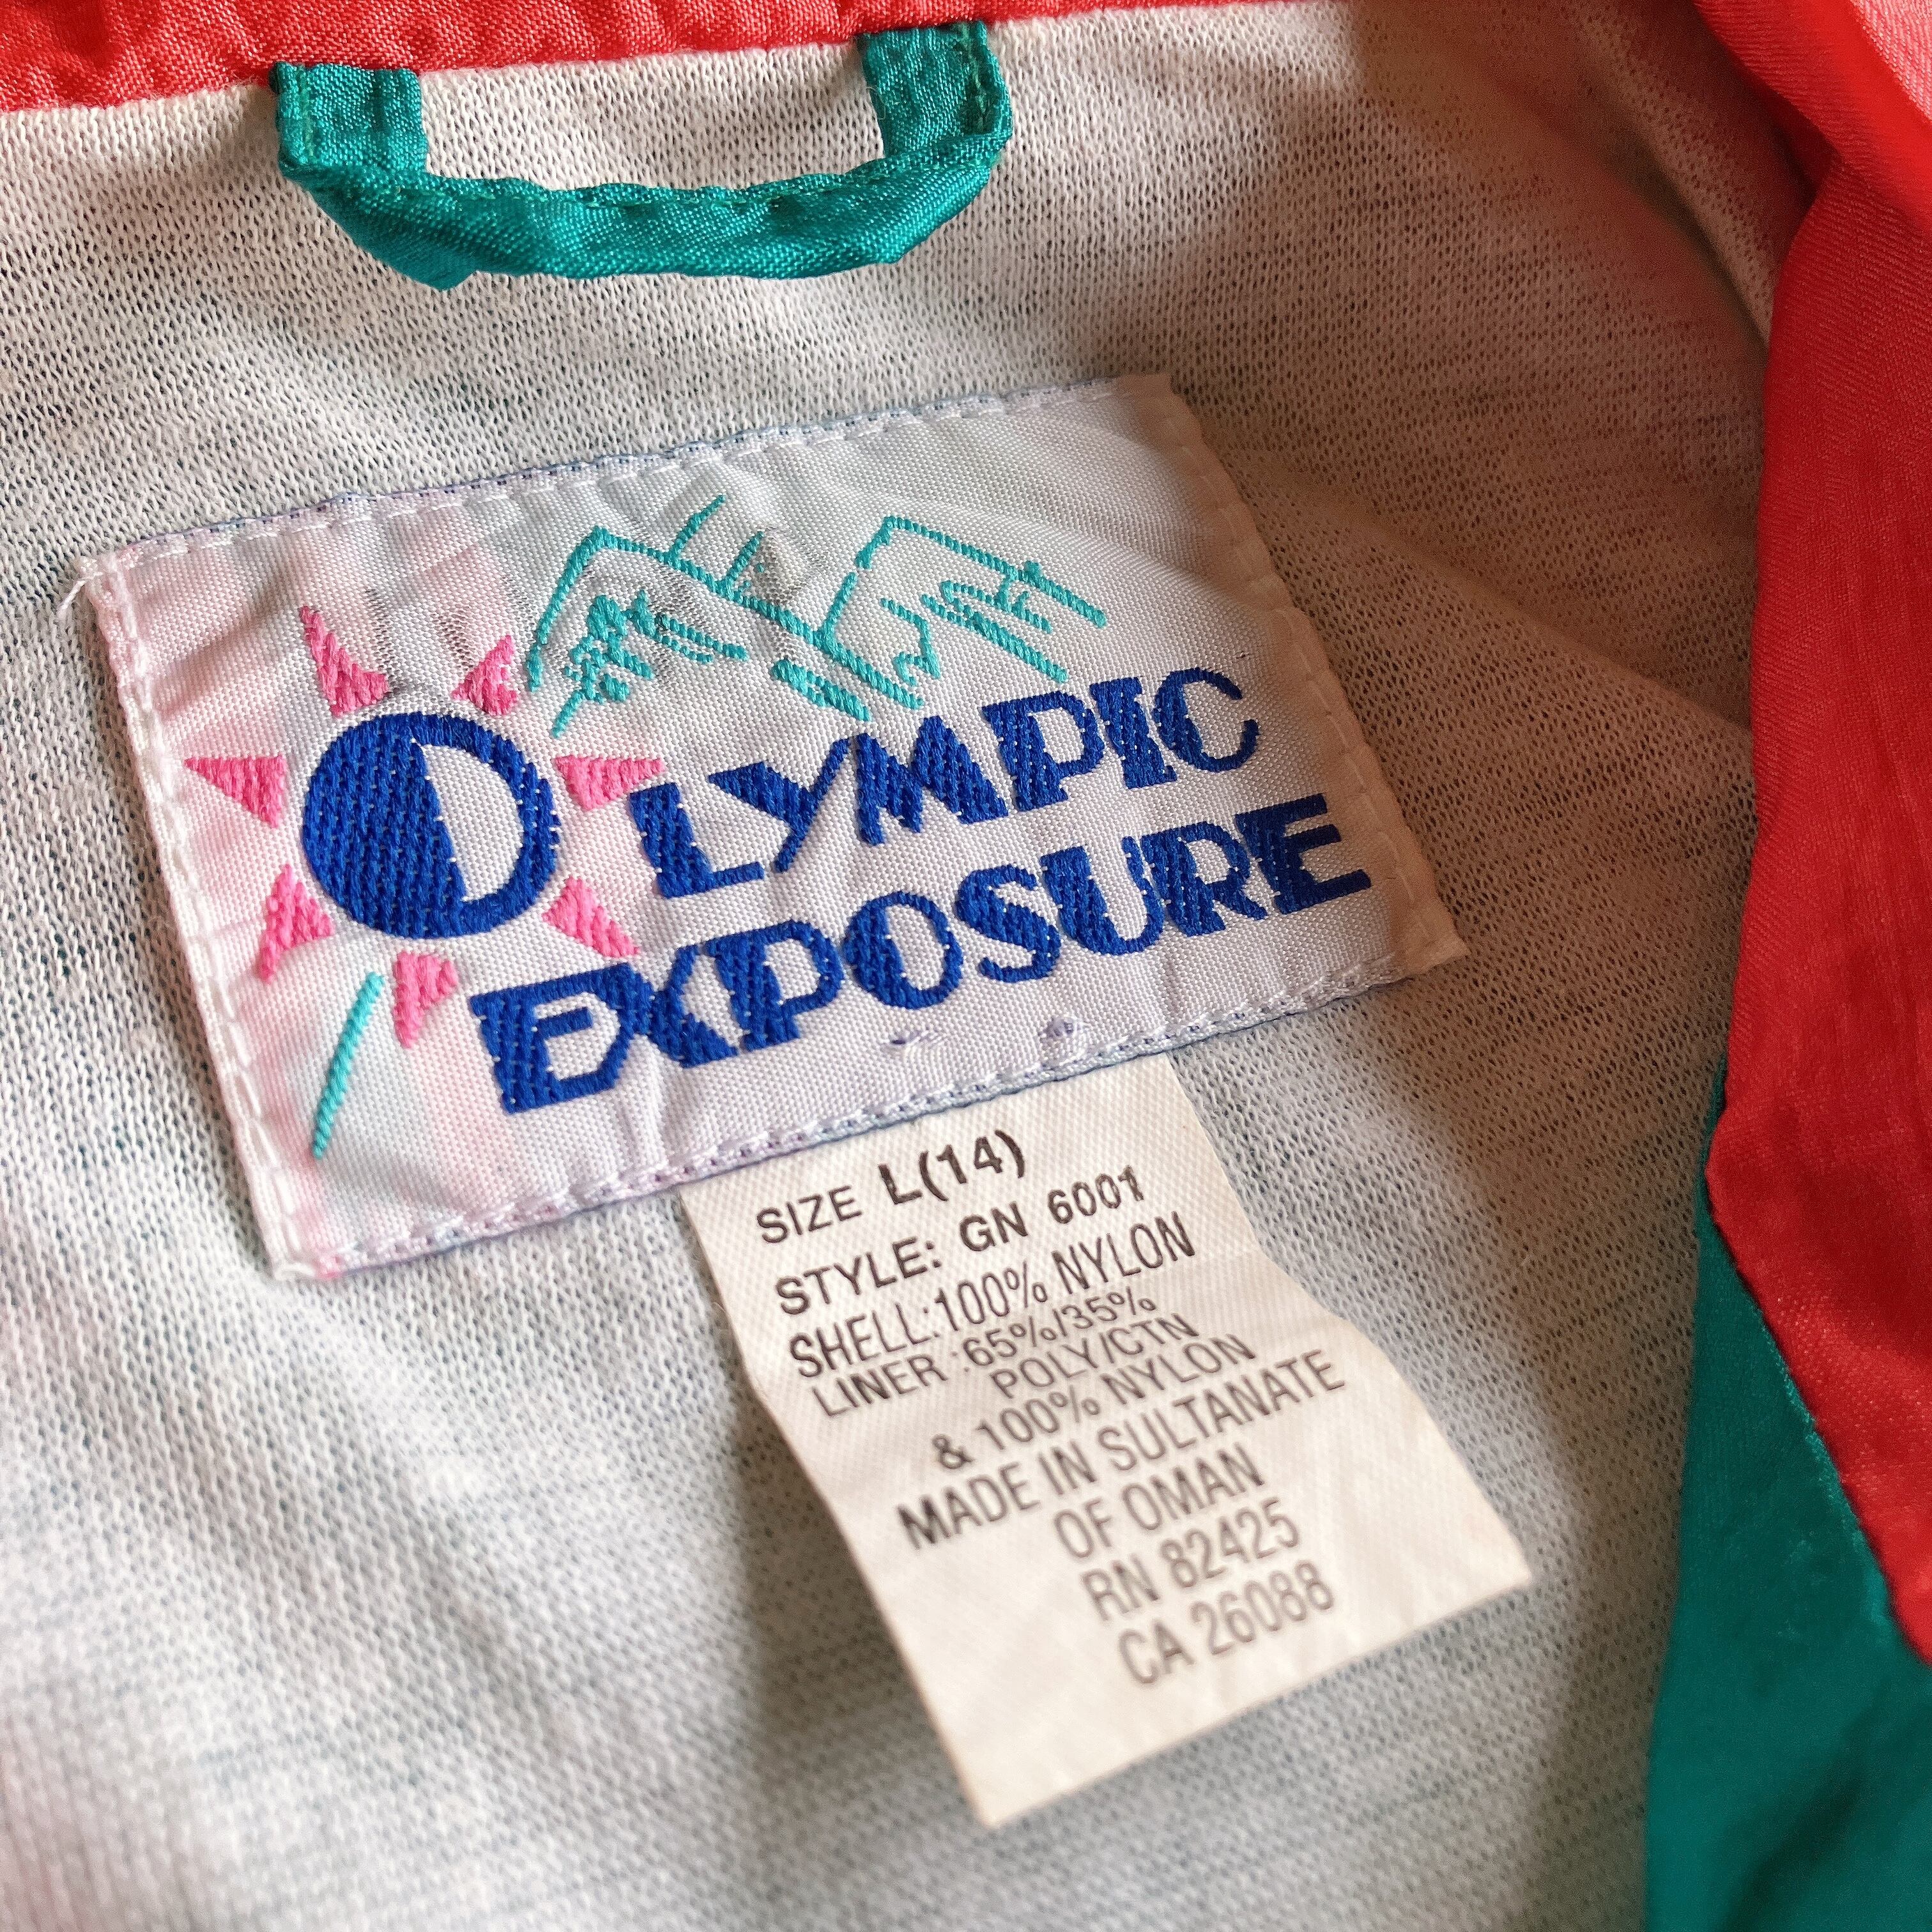 OLYMPIC
EXPOSURE
SIZE L(14)
STYLE: GN 6001
SHELL:100% NYLON
LINER :65%/35%
POLY/CTN
& 100% NYLON
MADE IN SULTANATE
OF OMAN
RN 82425
CA 26088